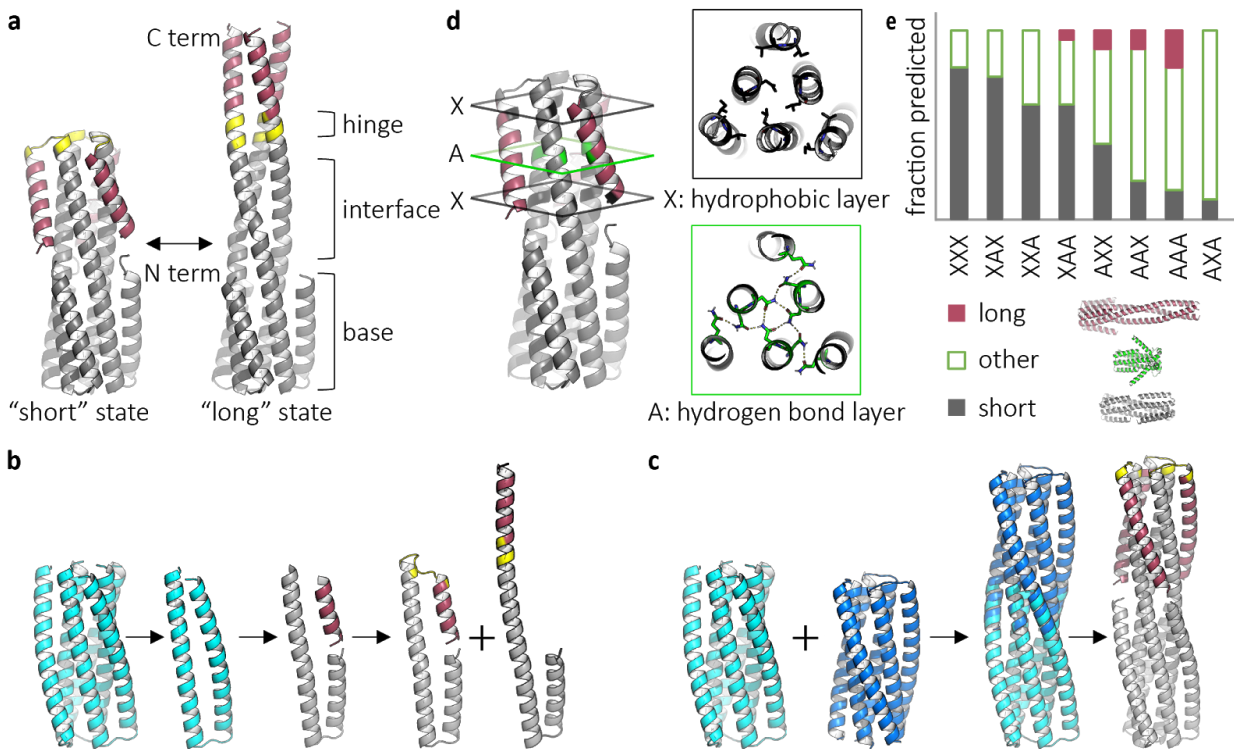 a
C term
hinge
interface
N term
base
"short" state
"long" state
d
X
A
X
X: hydrophobic layer
A: hydrogen bond layer
e
fraction predicted
XXX
XAX
XXA
XAA
AXX
AAX
AAA
AXA
long
other
short
b
+
c
+